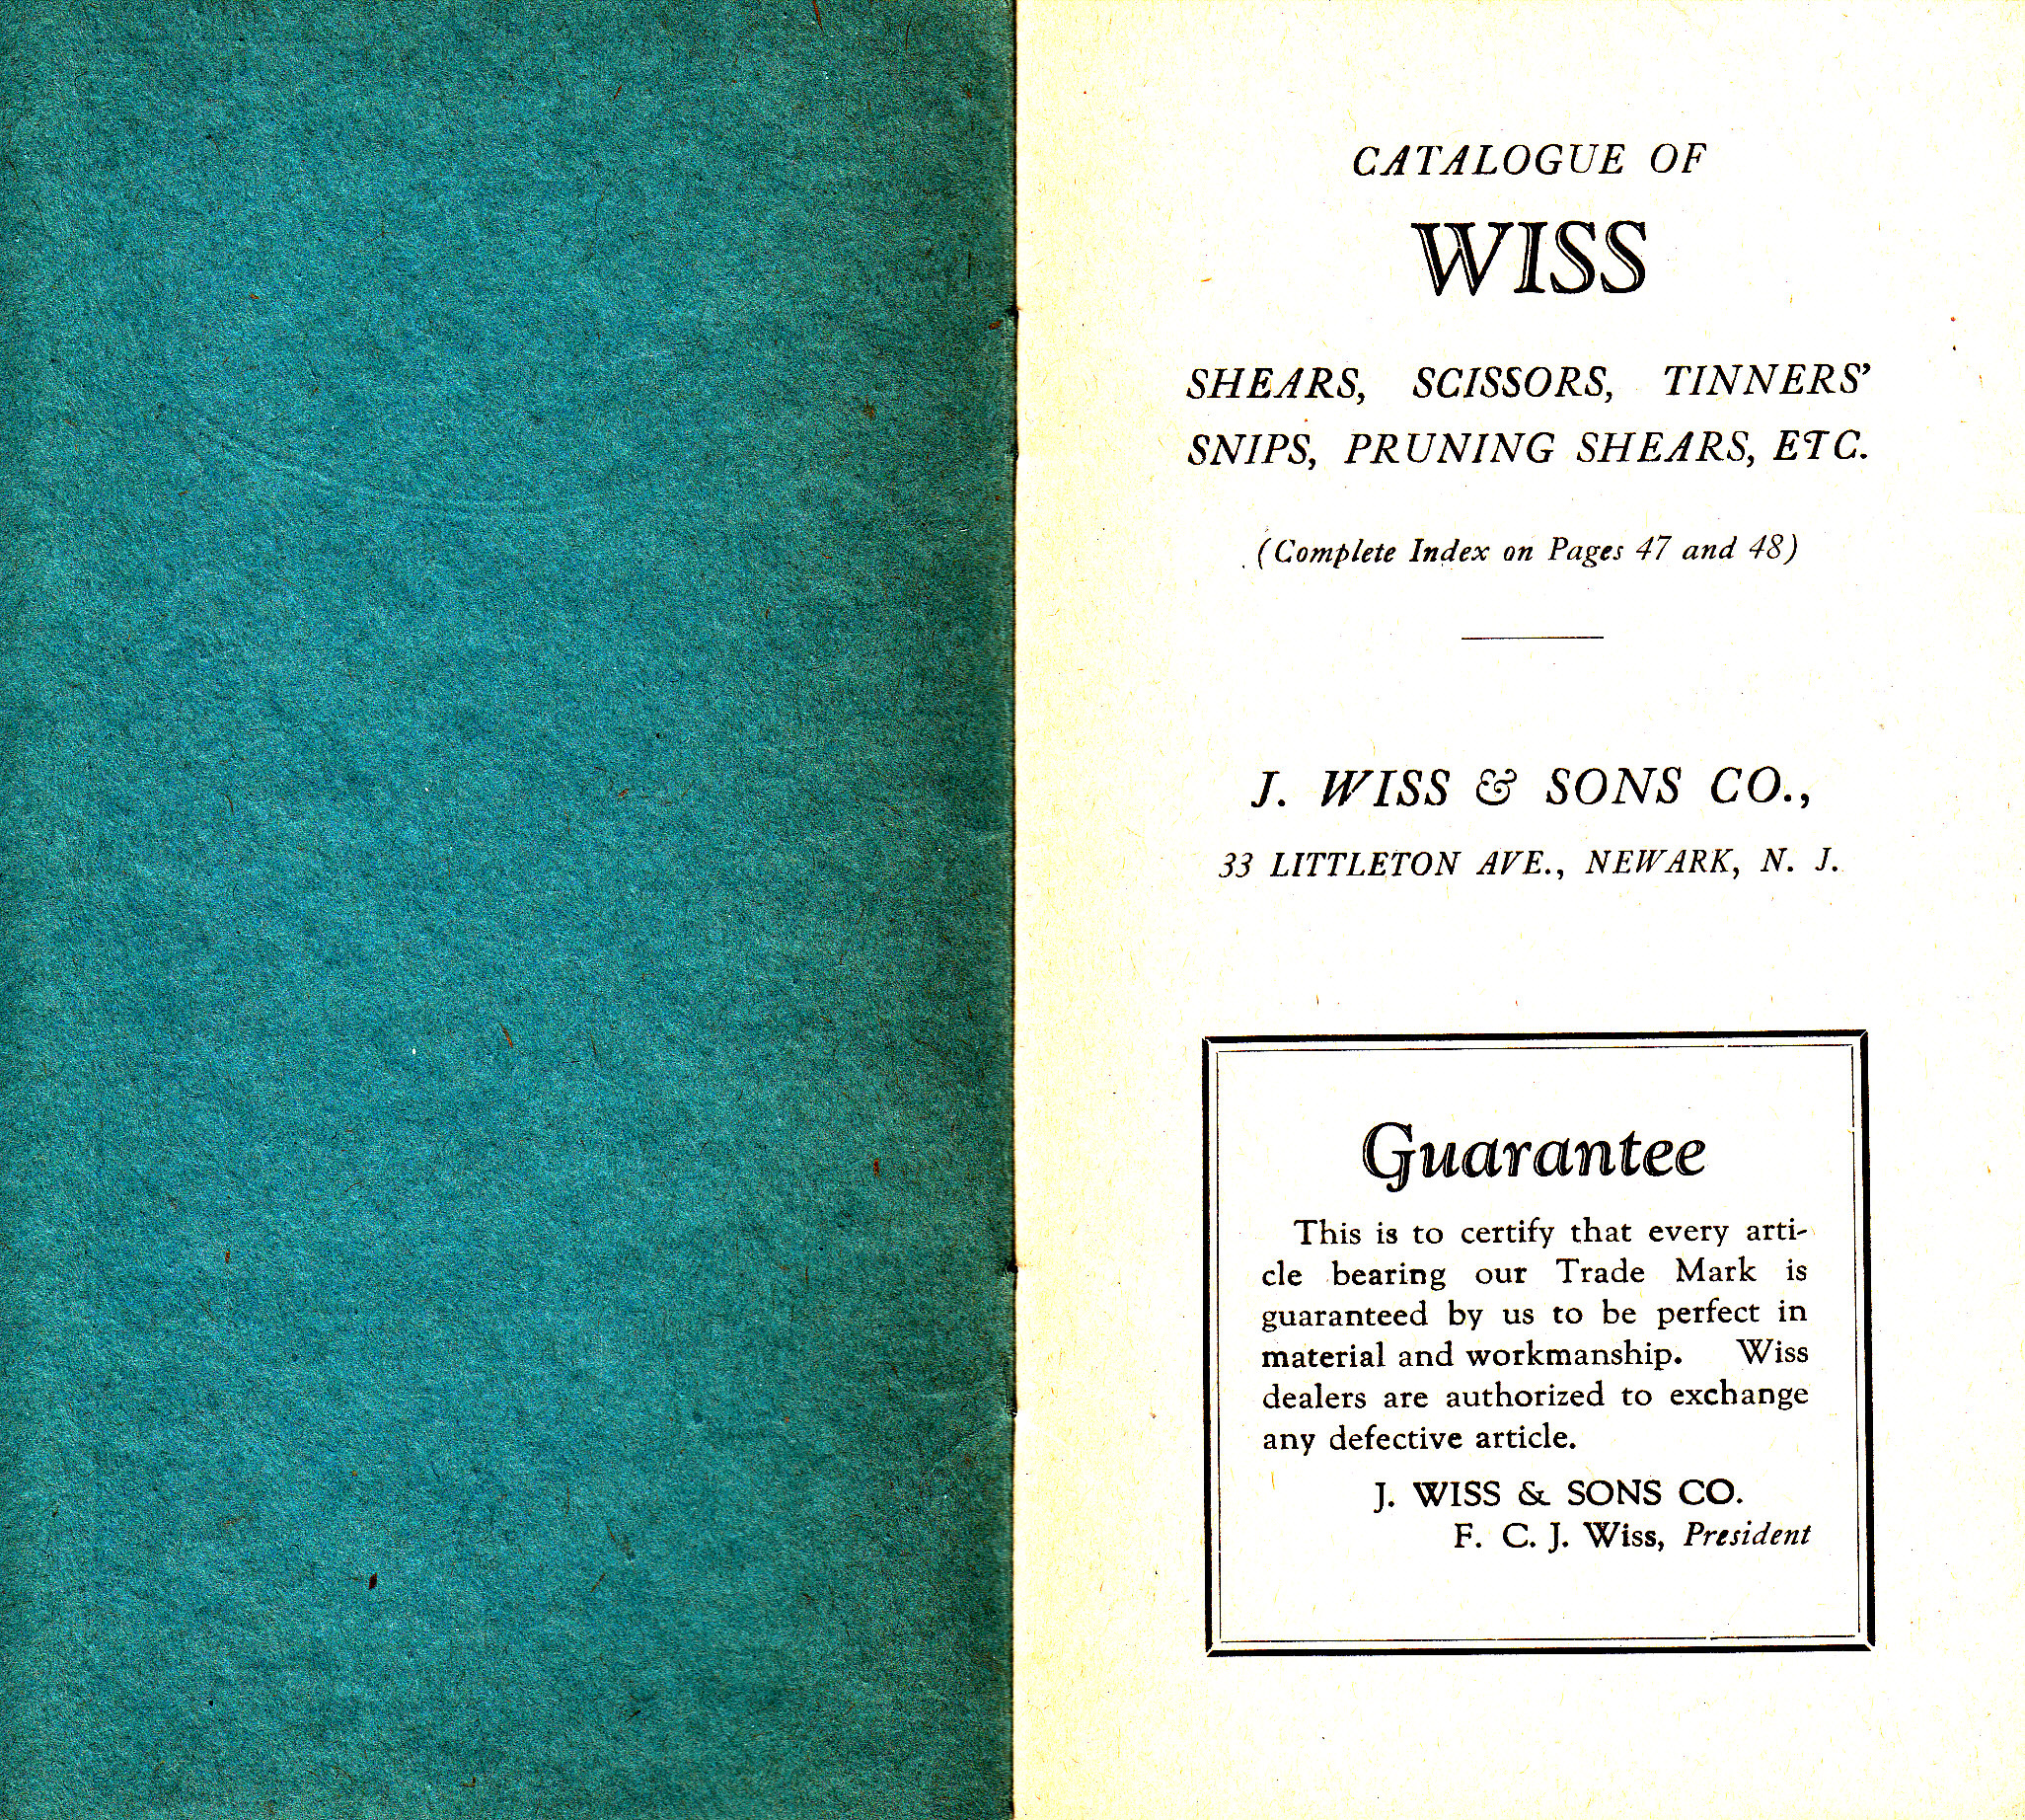 CATALOGUE OF
WISS
SHEARS, SCISSORS, TINNERS'
SNIPS, PRUNING SHEARS, ETC.
(Complete Index on Pages 47 and 48)
J. WISS & SONS CO.,
33 LITTLETON AVE., NEWARK, N. J.
Guarantee
This is to certify that every arti-
cle bearing our Trade Mark is
guaranteed by us to be perfect in
material and workmanship. Wiss
dealers are authorized to exchange
any defective article.
J. WISS & SONS CO.
F. C. J. Wiss, President